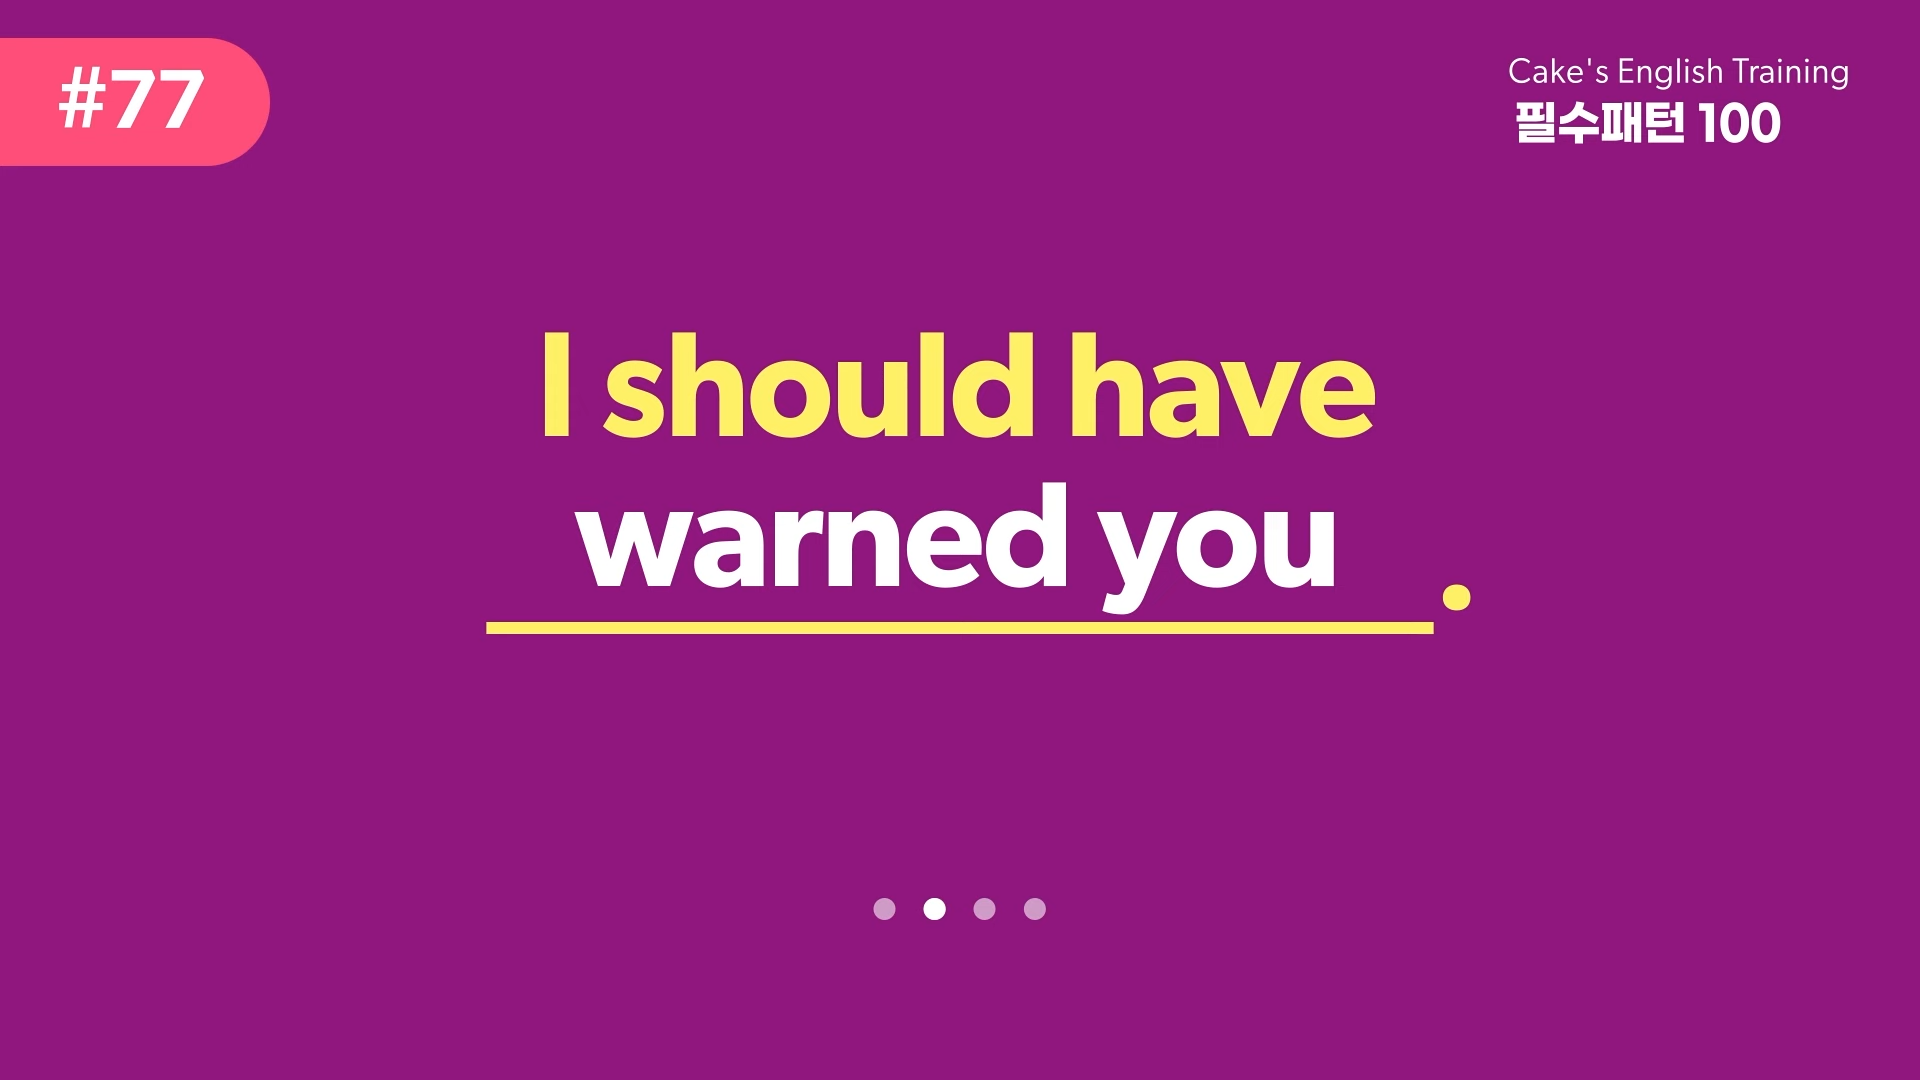 #77
Cake's English Training
필수패턴 100
I should have
warned you.